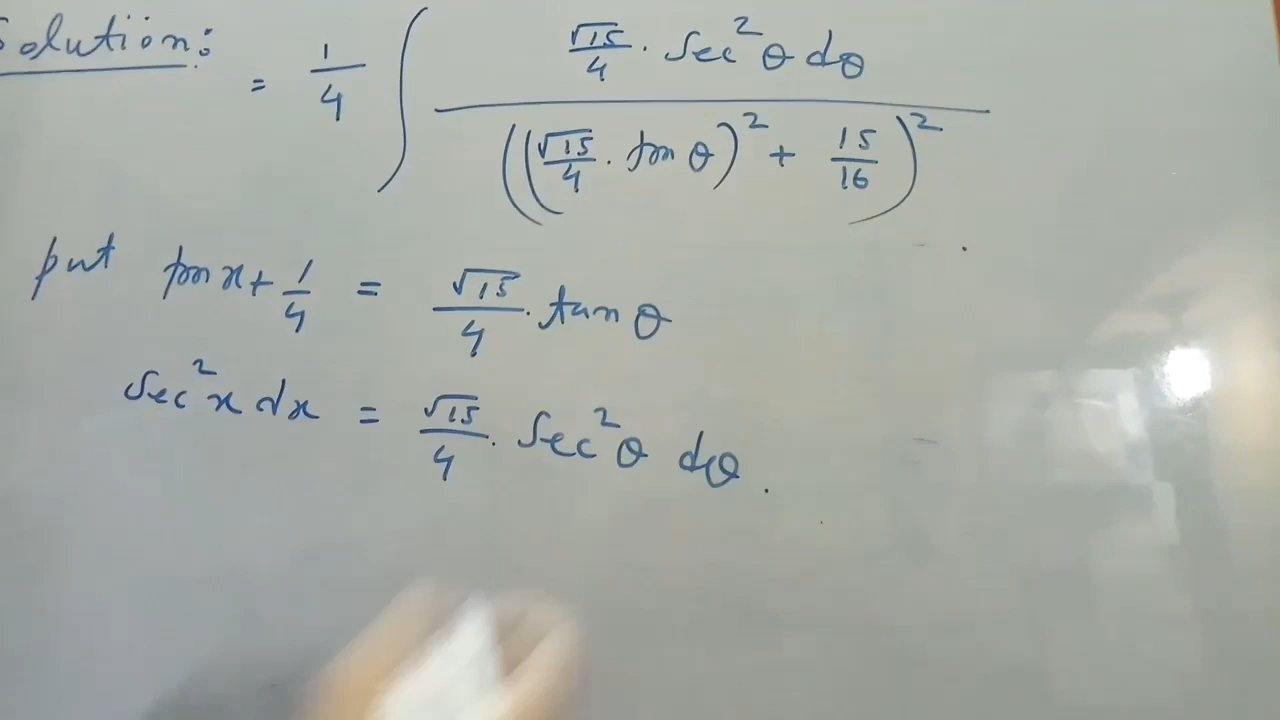 Solution:
= 1/4 ∫ (√15/4 · sec²θ dθ) / ((√15/4 · tan θ)² + 15/16)²
put tan x + 1/4 = √15/4 · tan θ
sec²x dx = √15/4 · sec²θ dθ.